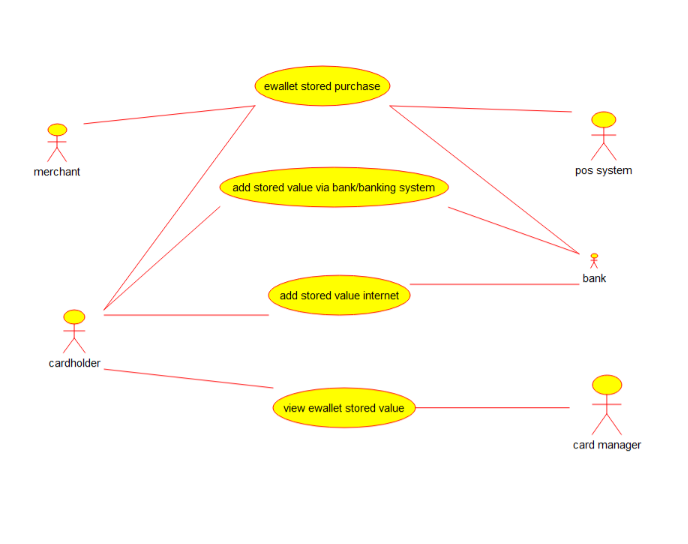 ewallet stored purchase
merchant
pos system
add stored value via bank/banking system
bank
add stored value internet
cardholder
view ewallet stored value
card manager